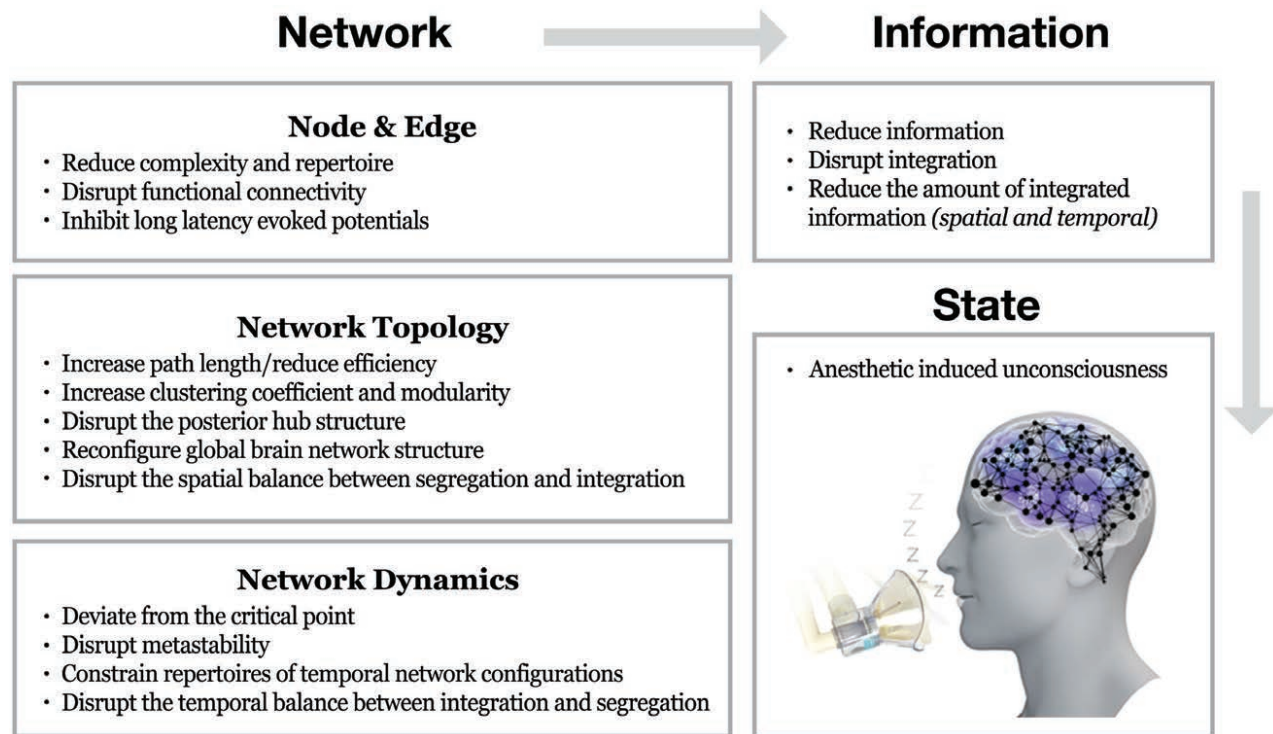 Network
Node & Edge
· Reduce complexity and repertoire
· Disrupt functional connectivity
· Inhibit long latency evoked potentials
Network Topology
· Increase path length/reduce efficiency
· Increase clustering coefficient and modularity
· Disrupt the posterior hub structure
· Reconfigure global brain network structure
· Disrupt the spatial balance between segregation and integration
Network Dynamics
· Deviate from the critical point
· Disrupt metastability
· Constrain repertoires of temporal network configurations
· Disrupt the temporal balance between integration and segregation
Information
· Reduce information
· Disrupt integration
· Reduce the amount of integrated
information (spatial and temporal)
State
· Anesthetic induced unconsciousness
Z
Z
Z
Z
Z
Z